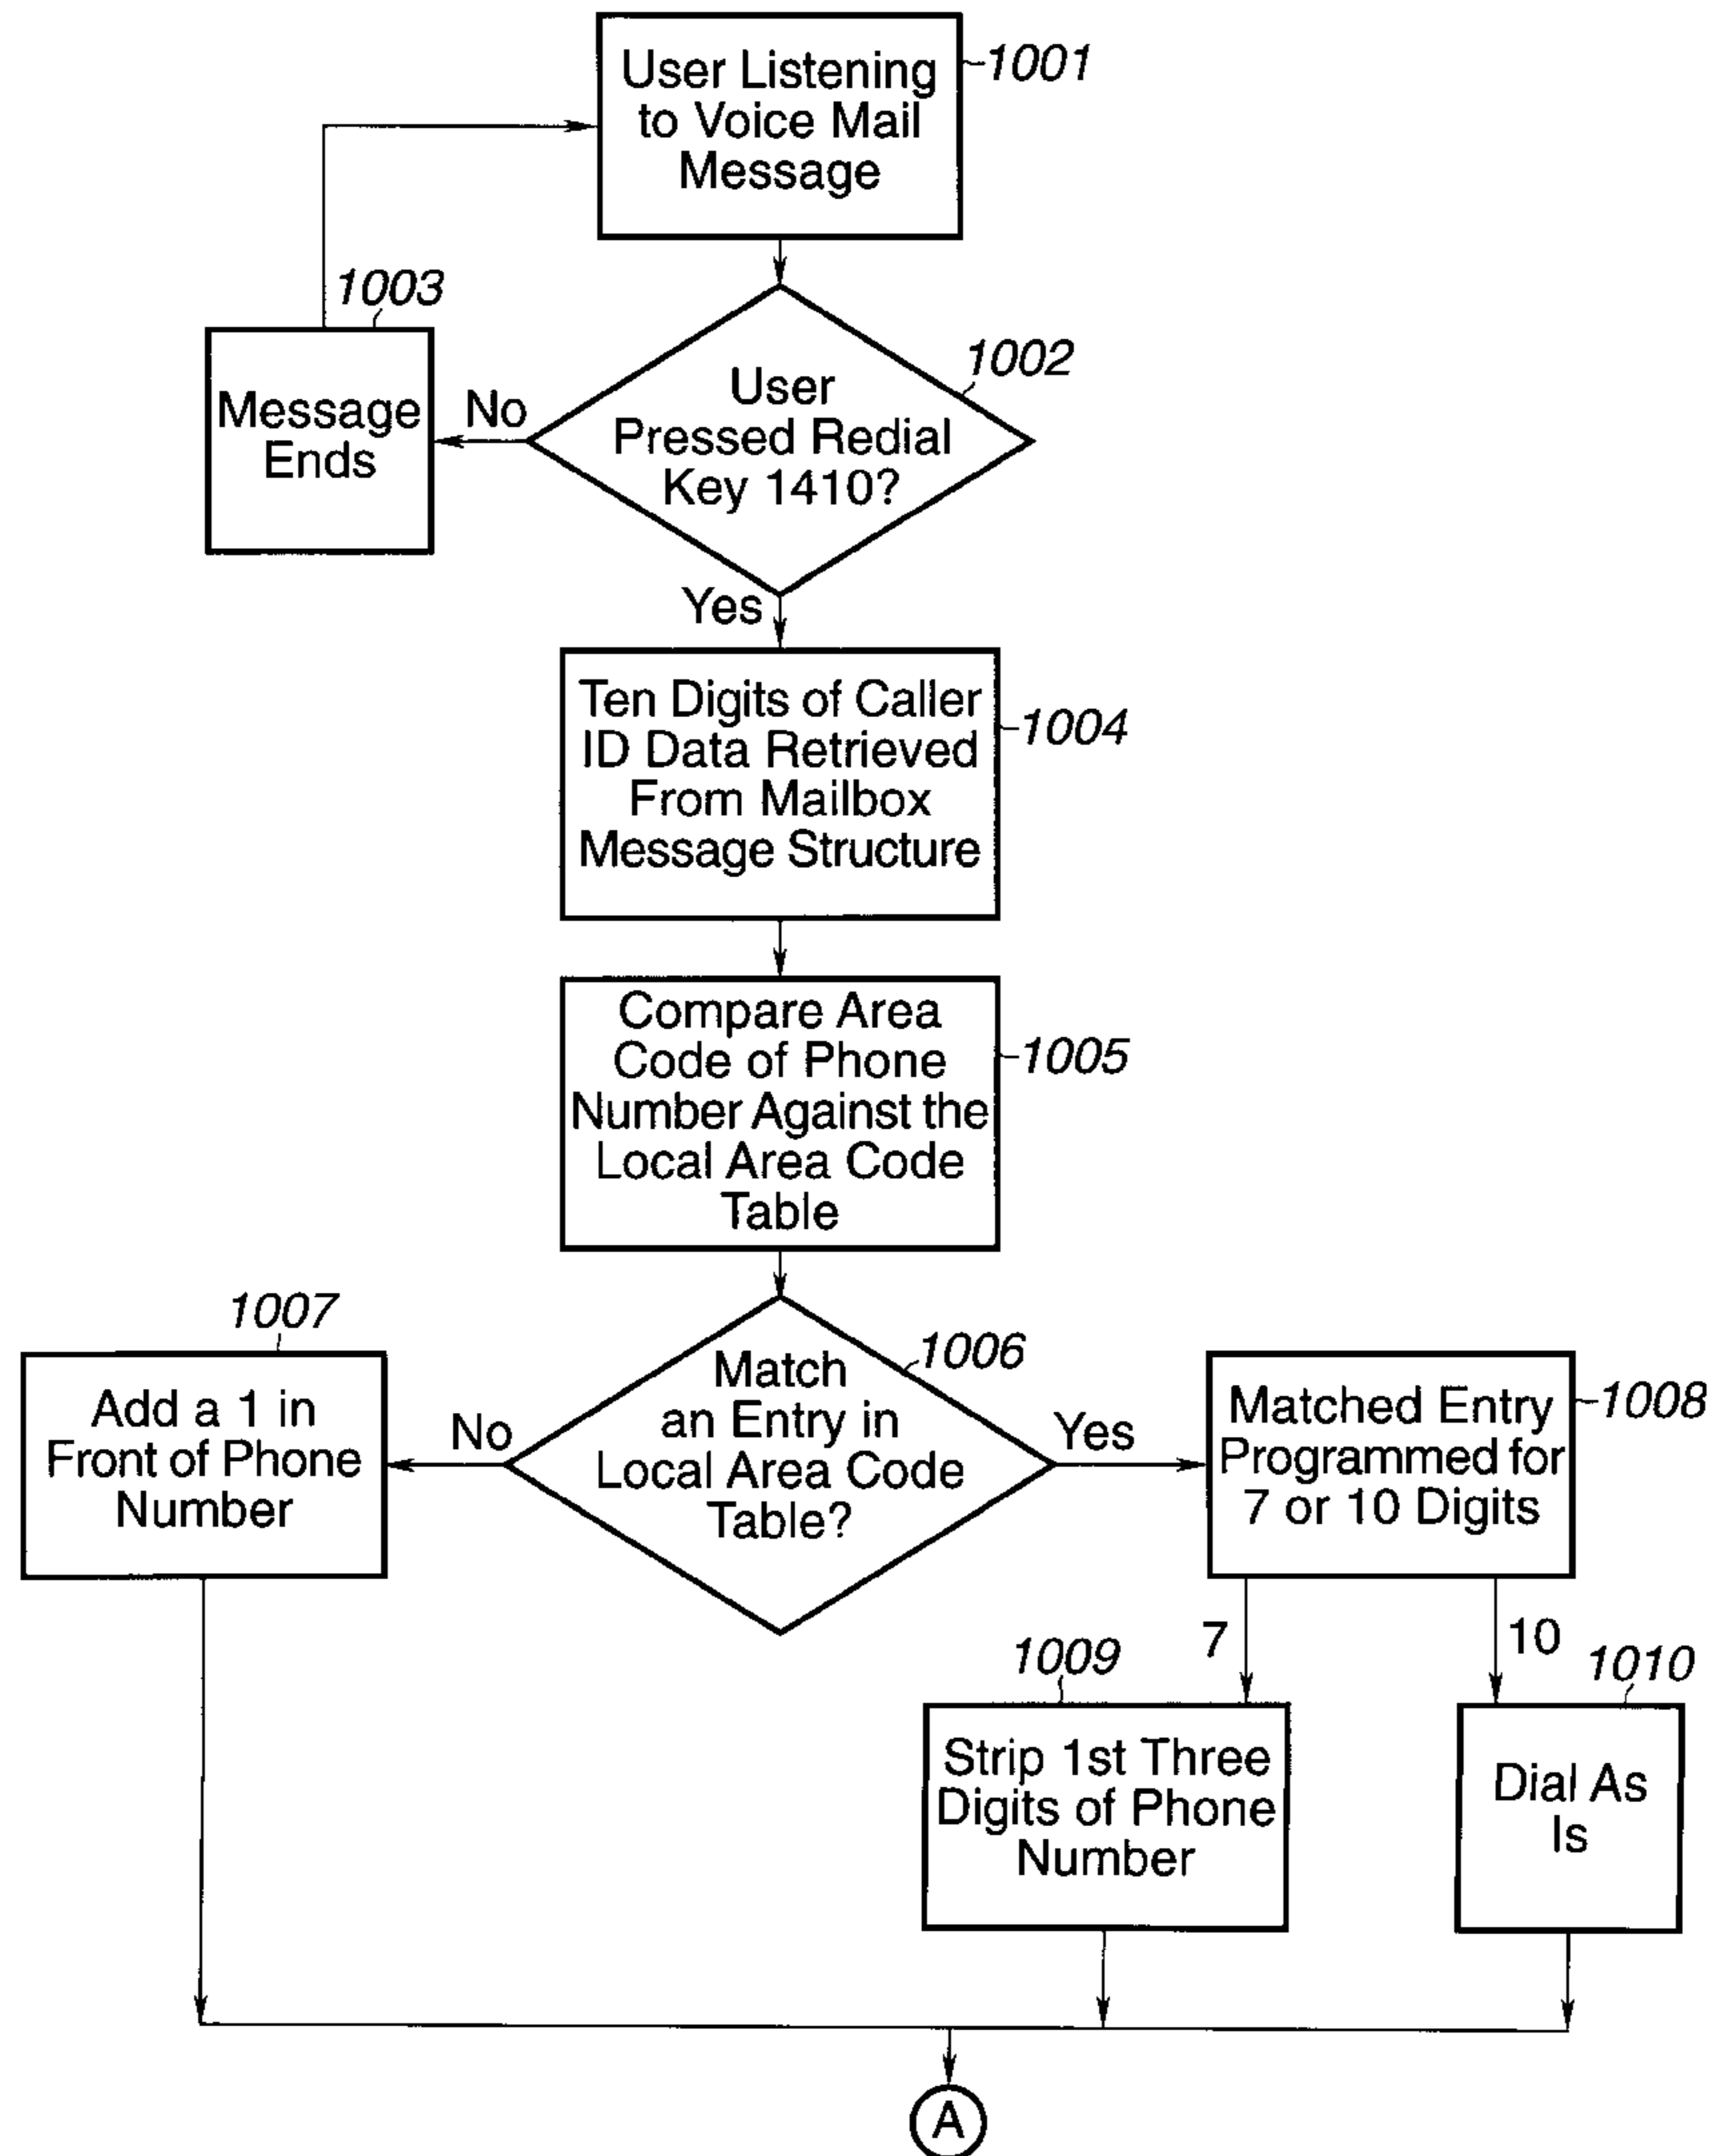 User Listening
to Voice Mail
Message
1001
1003
Message
Ends
No
User
Pressed Redial
Key 1410?
1002
Yes
Ten Digits of Caller
ID Data Retrieved
From Mailbox
Message Structure
1004
Compare Area
Code of Phone
Number Against the
Local Area Code
Table
1005
1007
Add a 1 in
Front of Phone
Number
No
Match
an Entry in
Local Area Code
Table?
1006
Yes
Matched Entry
Programmed for
7 or 10 Digits
1008
7
10
1009
Strip 1st Three
Digits of Phone
Number
1010
Dial As
Is
A